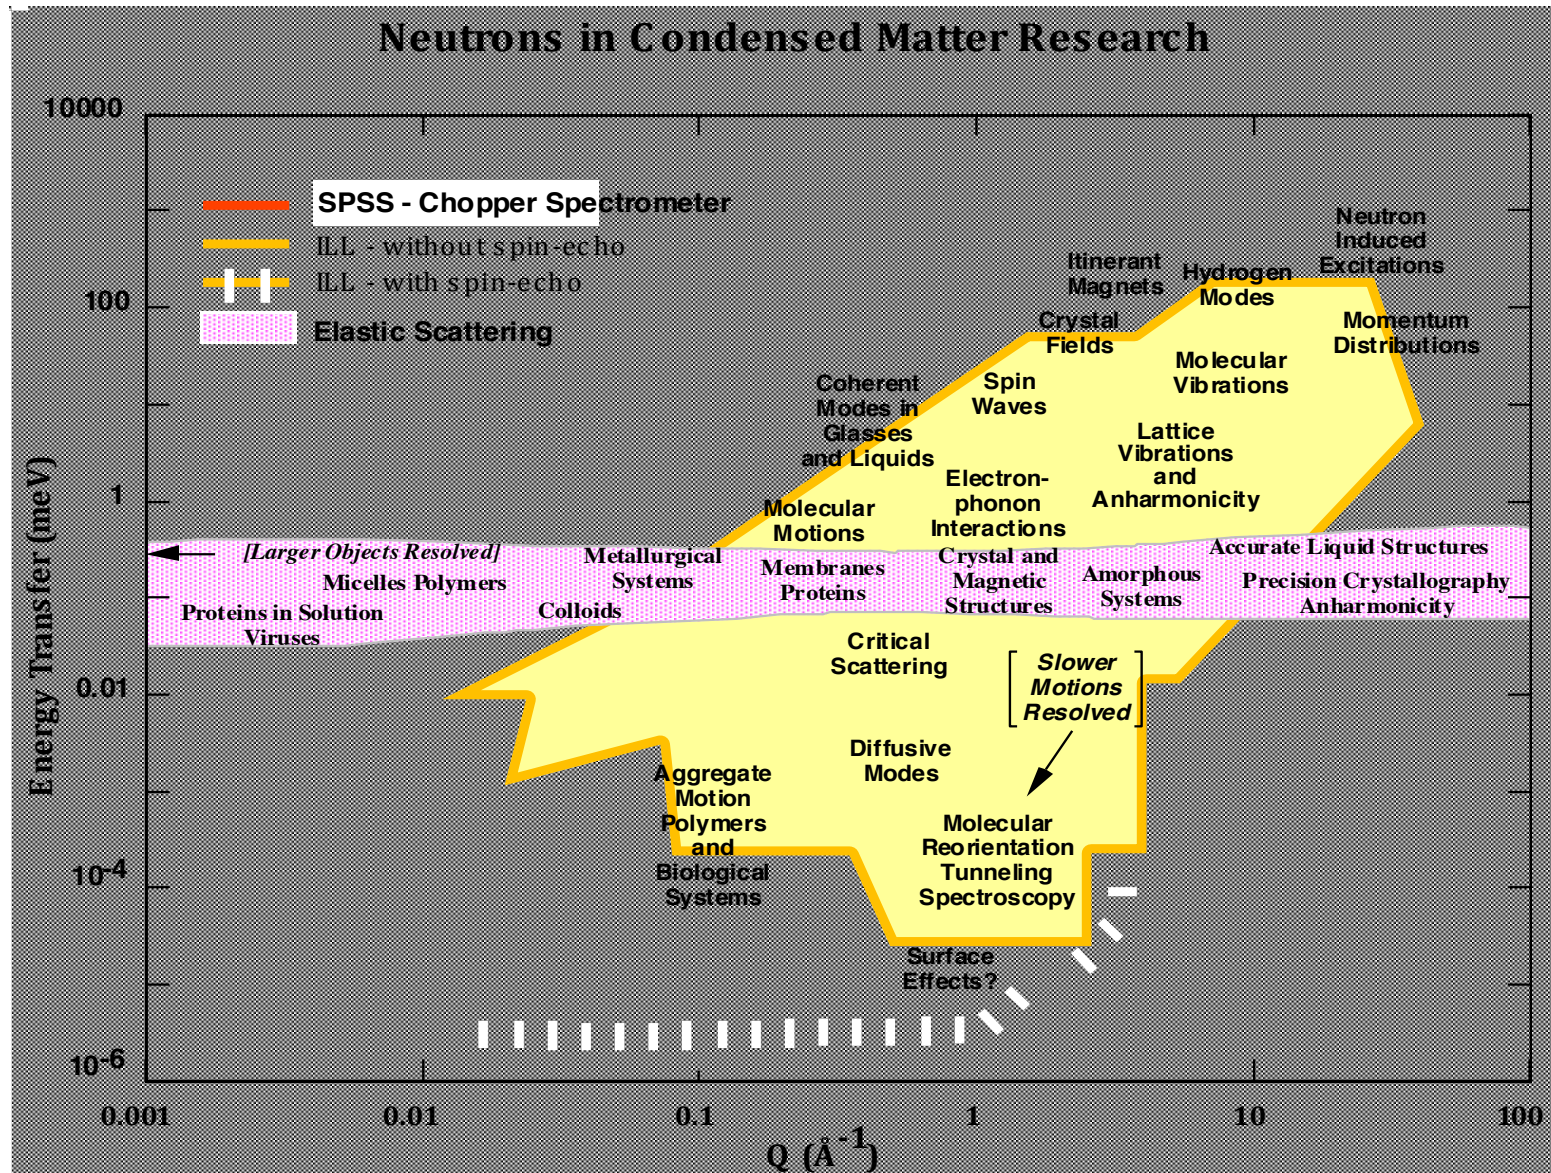 Neutrons in Condensed Matter Research
10000
100
1
0.01
10-4
10-6
Energy Transfer (meV)
SPSS - Chopper Spectrometer
ILL - without spin-echo
ILL - with spin-echo
Elastic Scattering
Neutron
Induced
Excitations
Itinerant
Magnets
Hydrogen
Modes
Crystal
Fields
Momentum
Distributions
Molecular
Vibrations
Spin
Waves
Coherent
Modes in
Glasses
and Liquids
Lattice
Vibrations
and
Anharmonicity
Electron-
phonon
Interactions
Molecular
Motions
[Larger Objects Resolved]
Micelles Polymers
Proteins in Solution
Viruses
Metallurgical
Systems
Colloids
Membranes
Proteins
Crystal and
Magnetic
Structures
Amorphous
Systems
Accurate Liquid Structures
Precision Crystallography
Anharmonicity
Critical
Scattering
Slower
Motions
Resolved
Diffusive
Modes
Aggregate
Motion
Polymers
and
Biological
Systems
Molecular
Reorientation
Tunneling
Spectroscopy
Surface
Effects?
0.001
0.01
0.1
1
10
100
Q (Å-1)